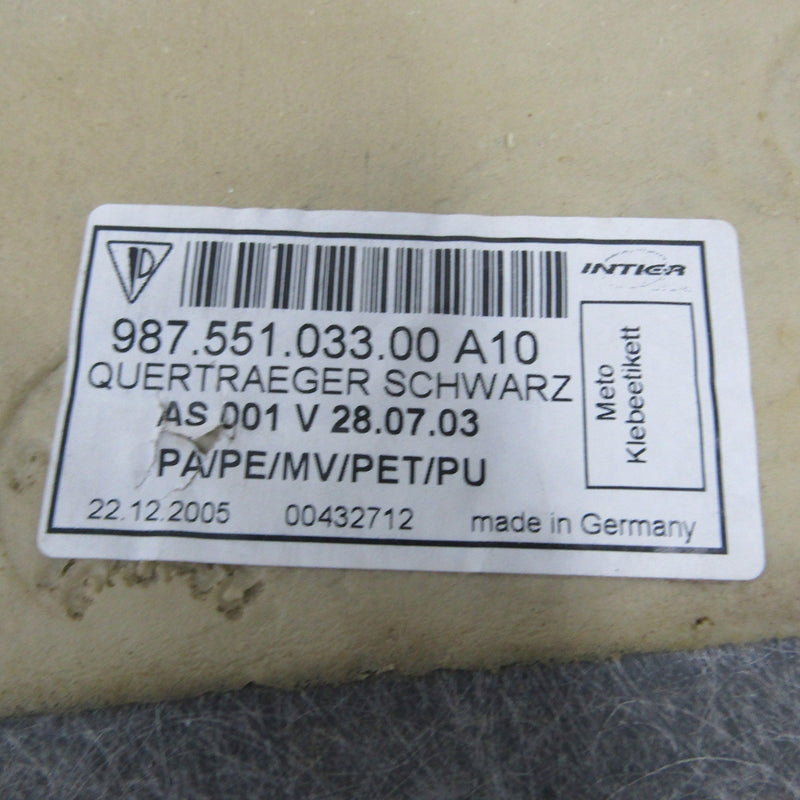 INTIER
987.551.033.00 A10
QUERTRAEGER SCHWARZ
AS 001 V 28.07.03
PA/PE/MV/PET/PU
22.12.2005 00432712 made in Germany
Meto
Klebeetikett